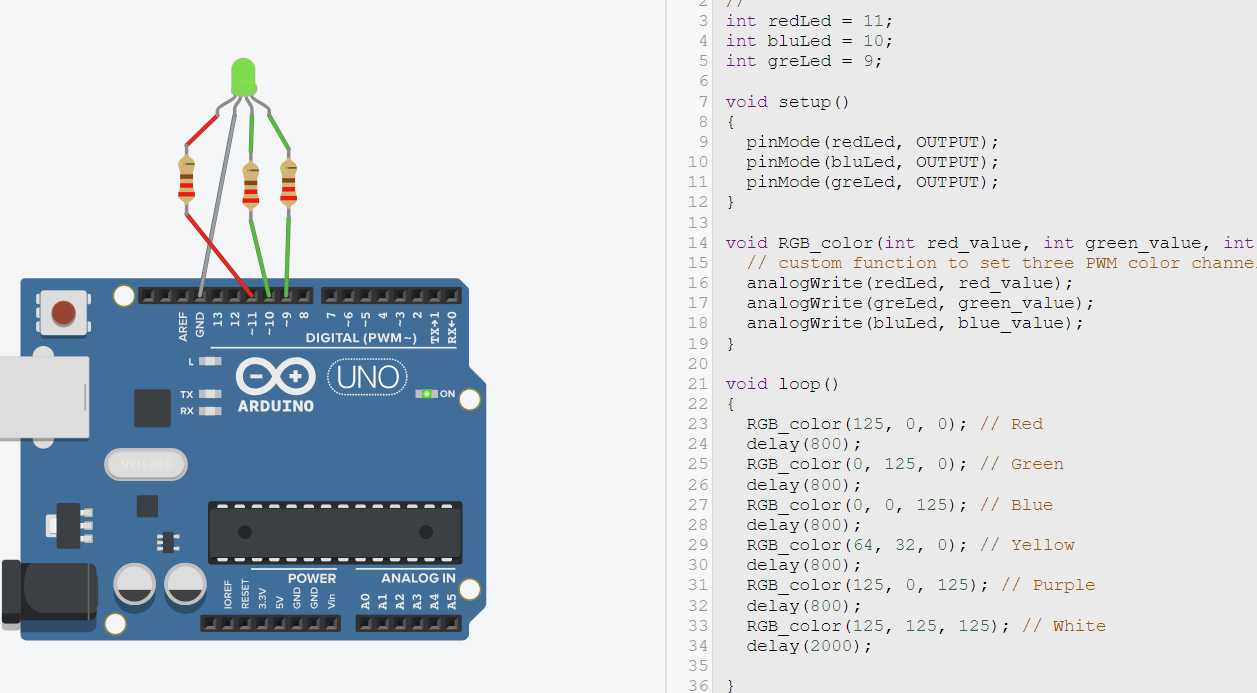 2 //
3 int redLed = 11;
4 int bluLed = 10;
5 int greLed = 9;
6
7 void setup()
8 {
9 pinMode(redLed, OUTPUT);
10 pinMode(bluLed, OUTPUT);
11 pinMode(greLed, OUTPUT);
12 }
13
14 void RGB_color(int red_value, int green_value, int
15 // custom function to set three PWM color channe
16 analogWrite(redLed, red_value);
17 analogWrite(greLed, green_value);
18 analogWrite(bluLed, blue_value);
19 }
20
21 void loop()
22 {
23 RGB_color(125, 0, 0); // Red
24 delay(800);
25 RGB_color(0, 125, 0); // Green
26 delay(800);
27 RGB_color(0, 0, 125); // Blue
28 delay(800);
29 RGB_color(64, 32, 0); // Yellow
30 delay(800);
31 RGB_color(125, 0, 125); // Purple
32 delay(800);
33 RGB_color(125, 125, 125); // White
34 delay(2000);
35
36 }
AREF
GND
13
12
~11
~10
~9
8
7
~6
~5
4
~3
2
TX→1
RX←0
DIGITAL (PWM~)
L
TX
RX
ARDUINO
UNO
ON
SPK16.000G
POWER
ANALOG IN
IOREF
RESET
3.3V
5V
GND
GND
Vin
A0
A1
A2
A3
A4
A5